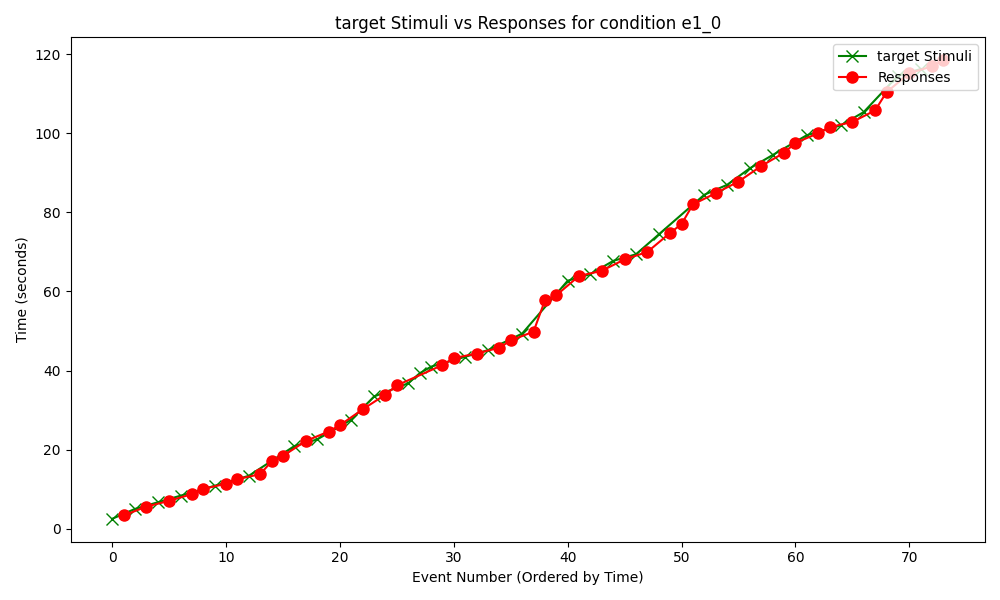 target Stimuli vs Responses for condition e1_0
target Stimuli
Responses
Time (seconds)
120
100
80
60
40
20
0
0 10 20 30 40 50 60 70
Event Number (Ordered by Time)